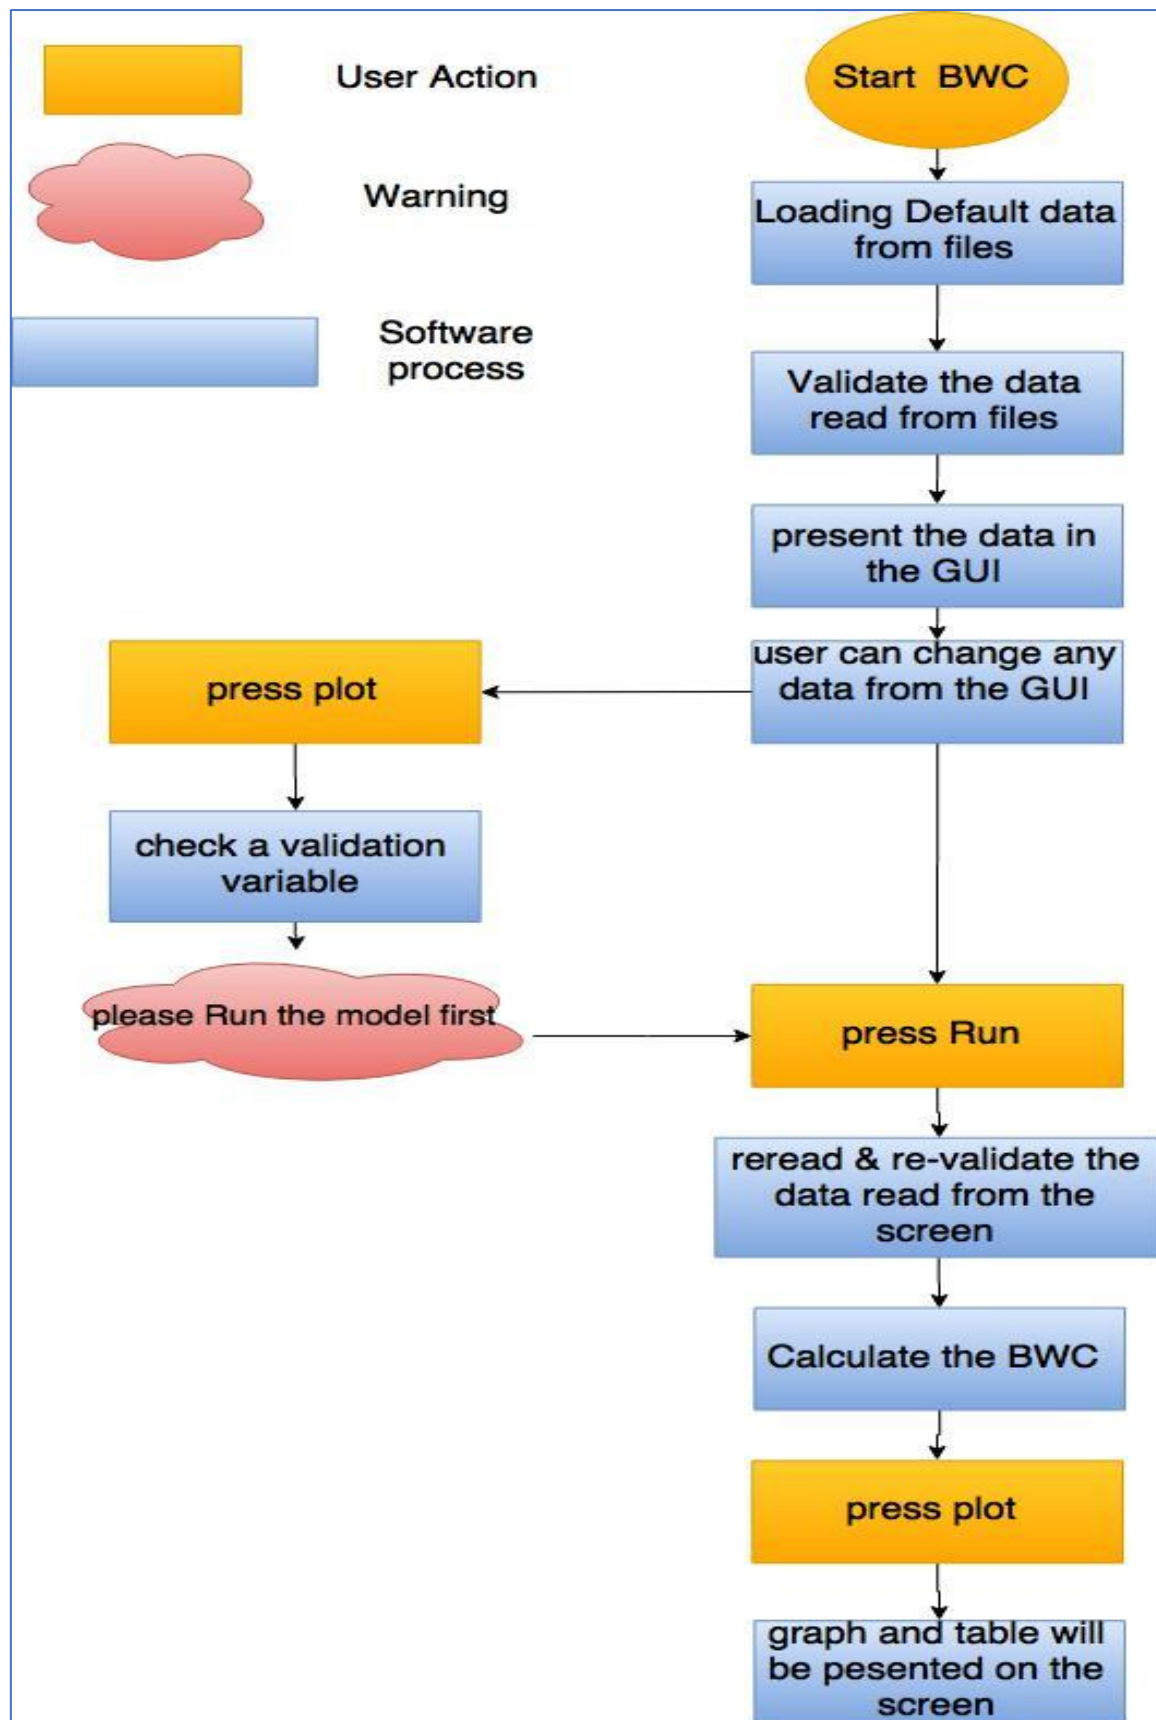 User Action
Warning
Software
process
Start BWC
Loading Default data
from files
Validate the data
read from files
present the data in
the GUI
user can change any
data from the GUI
press plot
check a validation
variable
please Run the model first
press Run
reread & re-validate the
data read from the
screen
Calculate the BWC
press plot
graph and table will
be pesented on the
screen